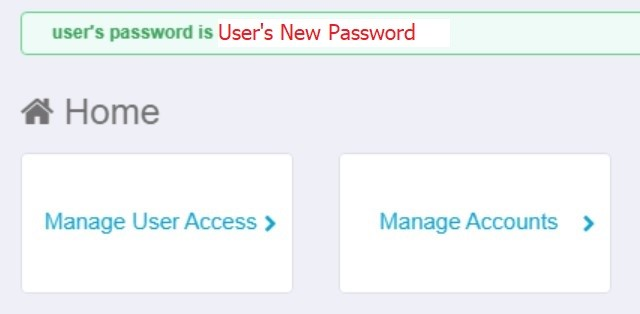 user's password is User's New Password
Home
Manage User Access
Manage Accounts